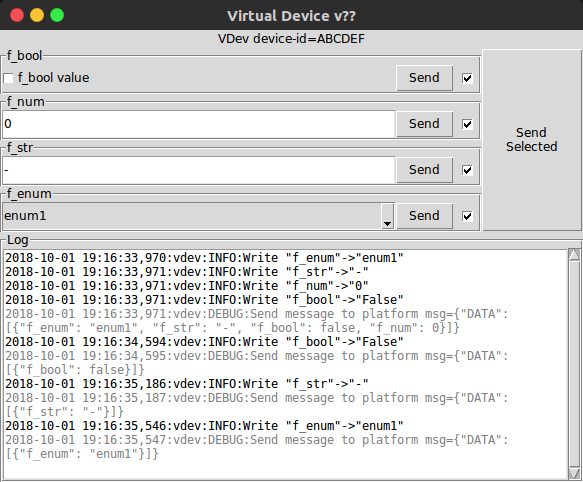 Virtual Device v??
VDev device-id=ABCDEF
f_bool
f_bool value
Send
f_num
0
Send
f_str
-
Send
f_enum
enum1
Send
Send
Selected
Log
2018-10-01 19:16:33,970:vdev:INFO:Write "f_enum"->"enum1"
2018-10-01 19:16:33,971:vdev:INFO:Write "f_str"->"-"
2018-10-01 19:16:33,971:vdev:INFO:Write "f_num"->"0"
2018-10-01 19:16:33,971:vdev:INFO:Write "f_bool"->"False"
2018-10-01 19:16:33,971:vdev:DEBUG:Send message to platform msg={"DATA":
[{"f_enum": "enum1", "f_str": "-", "f_bool": false, "f_num": 0}]}
2018-10-01 19:16:34,594:vdev:INFO:Write "f_bool"->"False"
2018-10-01 19:16:34,595:vdev:DEBUG:Send message to platform msg={"DATA":
[{"f_bool": false}]}
2018-10-01 19:16:35,186:vdev:INFO:Write "f_str"->"-"
2018-10-01 19:16:35,187:vdev:DEBUG:Send message to platform msg={"DATA":
[{"f_str": "-"}]}
2018-10-01 19:16:35,546:vdev:INFO:Write "f_enum"->"enum1"
2018-10-01 19:16:35,547:vdev:DEBUG:Send message to platform msg={"DATA":
[{"f_enum": "enum1"}]}